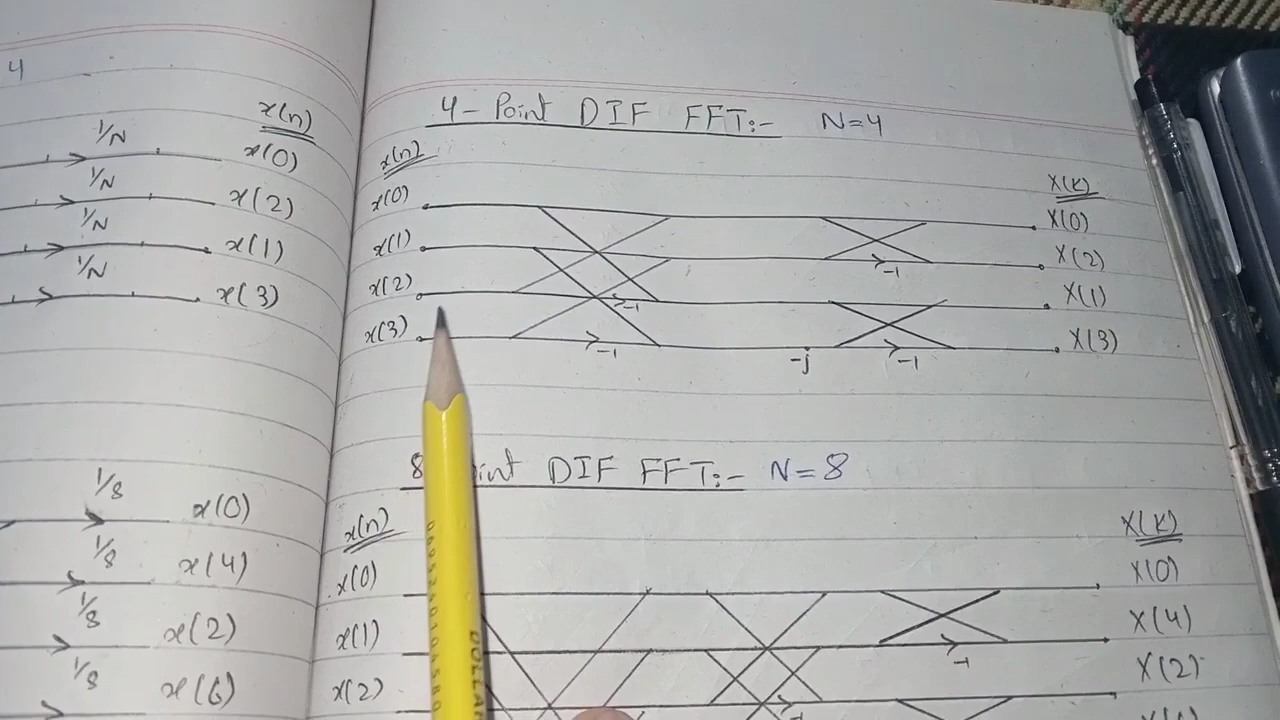 4
x(n)
1/N x(0)
1/N x(2)
1/N x(1)
1/N x(3)
1/8 x(0)
1/8 x(4)
1/8 x(2)
1/8 x(6)
4-Point DIF FFT:- N=4
x(n) X(K)
x(0) X(0)
x(1) -1 X(2)
x(2) -1 X(1)
x(3) -1 -j -1 X(3)
8 DIF FFT:- N=8
x(n) X(K)
x(0) X(0)
x(1) -1 X(4)
x(2) -1 X(2)